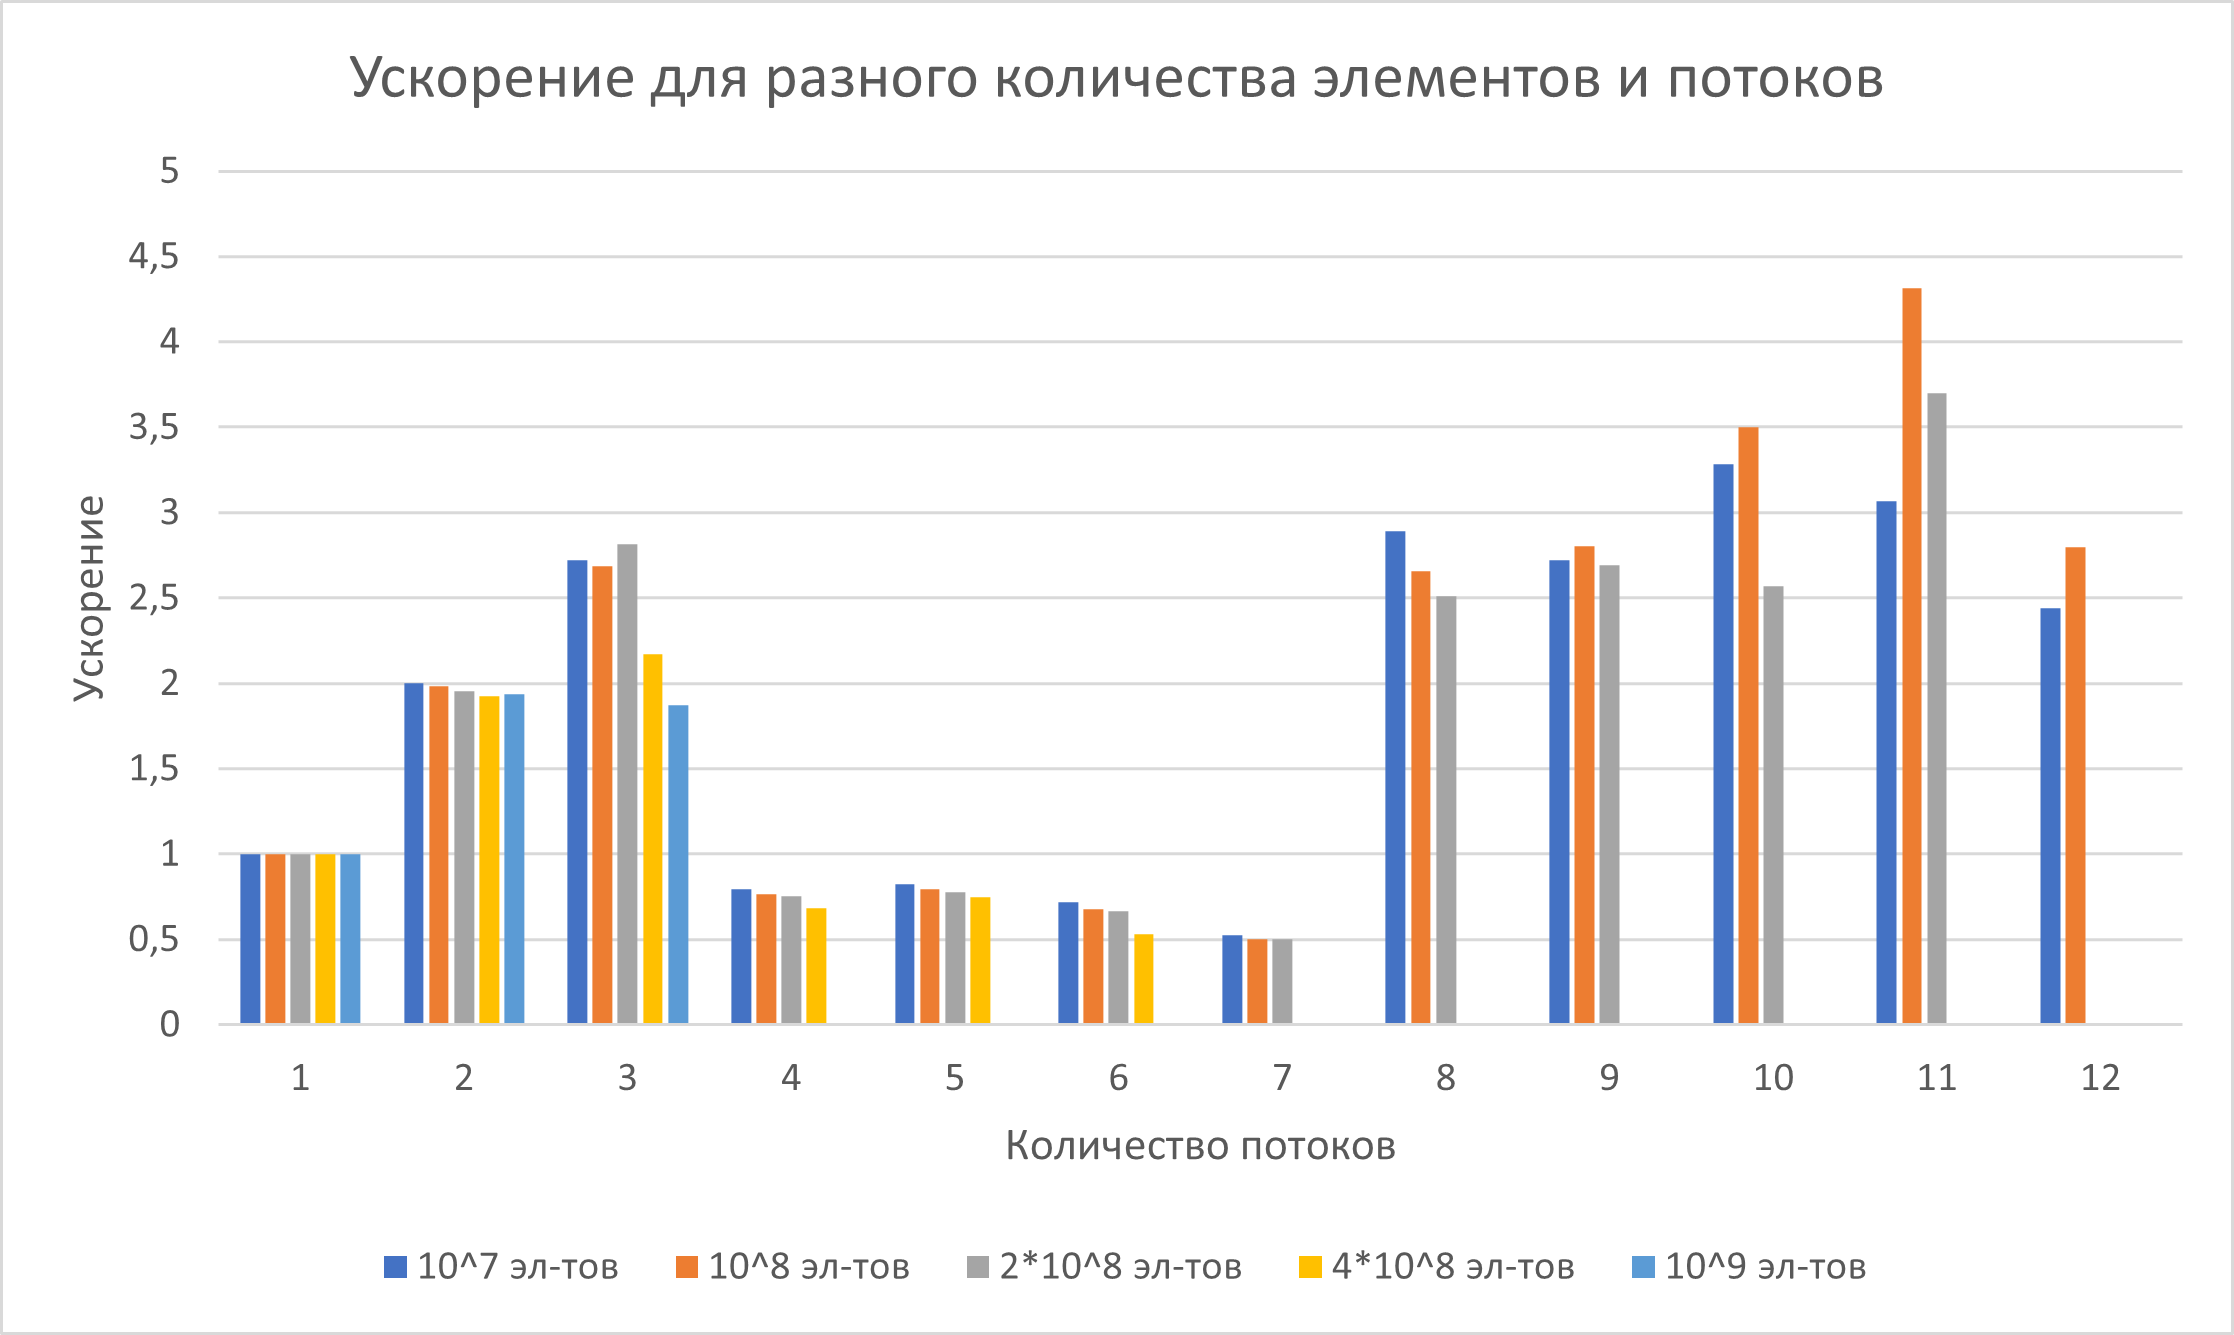 Ускорение для разного количества элементов и потоков
5
4,5
4
3,5
3
2,5
2
1,5
1
0,5
0
Ускорение
1 2 3 4 5 6 7 8 9 10 11 12
Количество потоков
10^7 эл-тов 10^8 эл-тов 2*10^8 эл-тов 4*10^8 эл-тов 10^9 эл-тов